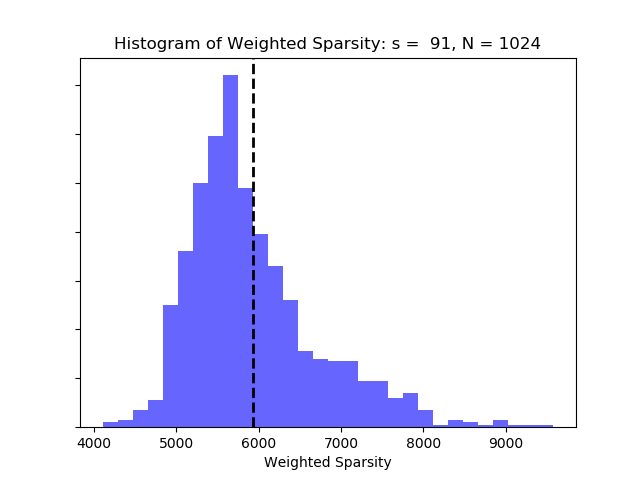 Histogram of Weighted Sparsity: s =  91, N = 1024
4000 5000 6000 7000 8000 9000
Weighted Sparsity